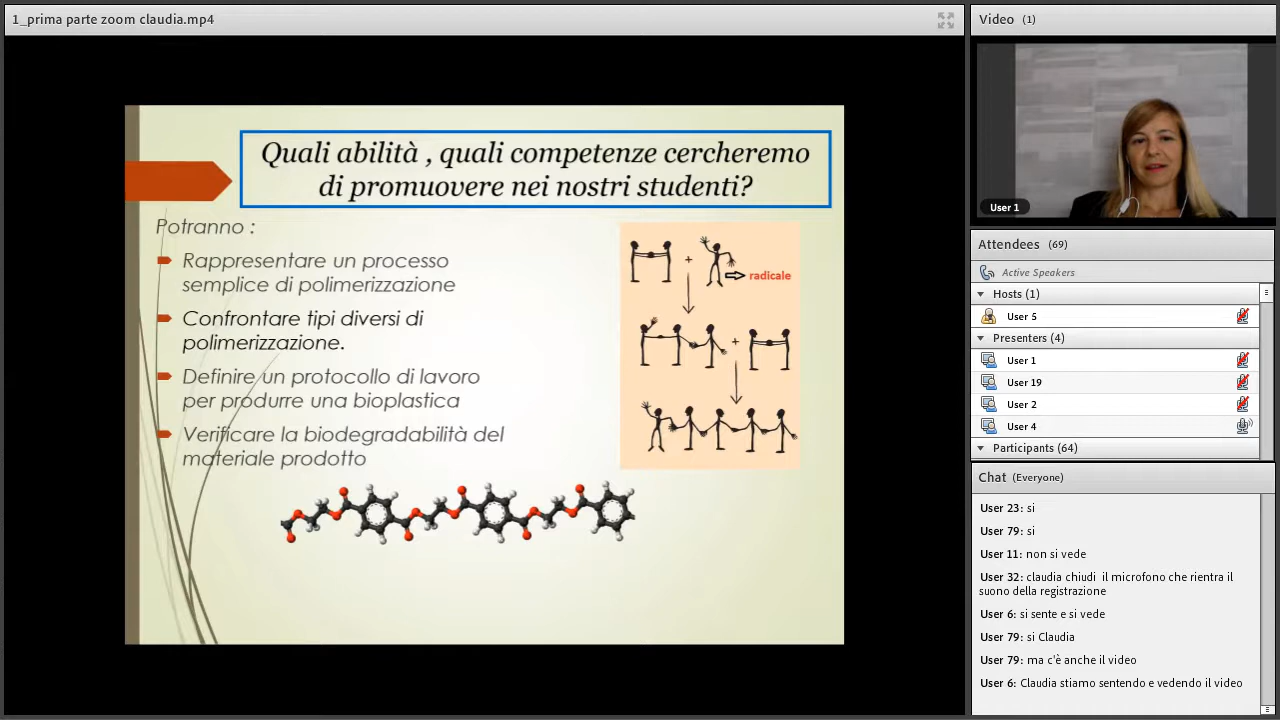 1_prima parte zoom claudia.mp4
Quali abilità , quali competenze cercheremo
di promuovere nei nostri studenti?
Potranno :
Rappresentare un processo
semplice di polimerizzazione
Confrontare tipi diversi di
polimerizzazione.
Definire un protocollo di lavoro
per produrre una bioplastica
Verificare la biodegradabilità del
materiale prodotto
+
radicale
+
Video (1)
User 1
Attendees (69)
Active Speakers
Hosts (1)
User 5
Presenters (4)
User 1
User 19
User 2
User 4
Participants (64)
Chat (Everyone)
User 23: si
User 79: si
User 11: non si vede
User 32: claudia chiudi il microfono che rientra il
suono della registrazione
User 6: si sente e si vede
User 79: si Claudia
User 79: ma c'è anche il video
User 6: Claudia stiamo sentendo e vedendo il video